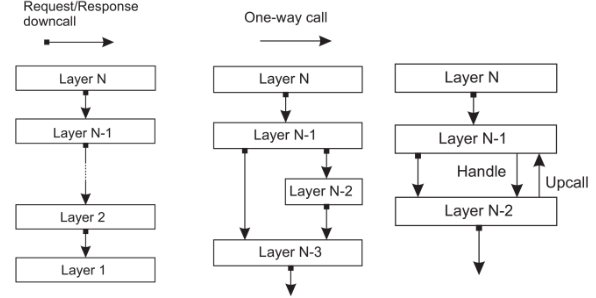 Request/Response
downcall
One-way call
Layer N
Layer N-1
Layer 2
Layer 1
Layer N
Layer N-1
Layer N-2
Layer N-3
Layer N
Layer N-1
Handle
Upcall
Layer N-2